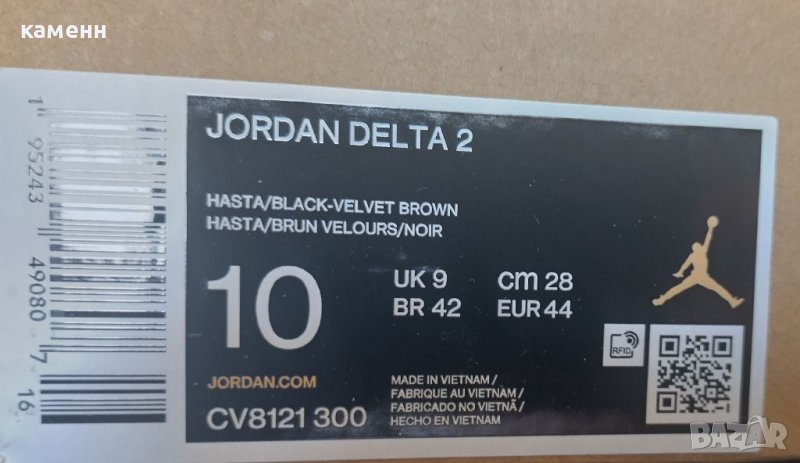 каменн
JORDAN DELTA 2
HASTA/BLACK-VELVET BROWN
HASTA/BRUN VELOURS/NOIR
10
UK 9 cm 28
BR 42 EUR 44
RFID
JORDAN.COM
CV8121 300
MADE IN VIETNAM /
FABRIQUE AU VIETNAM /
FABRICADO NO VIETNÃ /
HECHO EN VIETNAM
1 95243 49080 7 16
BAZAR